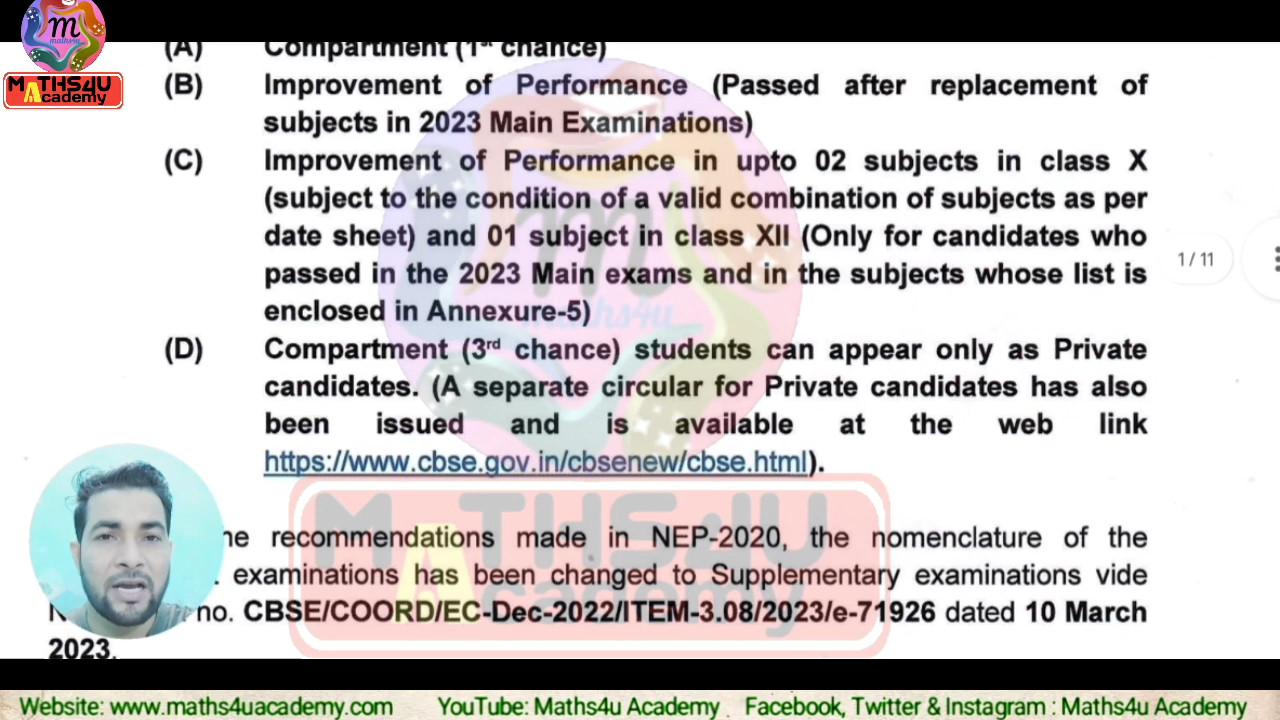 m
maths4u
MATHS4U
Academy
(A) Compartment (1st chance)
(B) Improvement of Performance (Passed after replacement of
subjects in 2023 Main Examinations)
(C) Improvement of Performance in upto 02 subjects in class X
(subject to the condition of a valid combination of subjects as per
date sheet) and 01 subject in class XII (Only for candidates who
passed in the 2023 Main exams and in the subjects whose list is
enclosed in Annexure-5)
(D) Compartment (3rd chance) students can appear only as Private
candidates. (A separate circular for Private candidates has also
been issued and is available at the web link
https://www.cbse.gov.in/cbsenew/cbse.html).
1/11
m
maths4u
MATHS4U
Academy
recommendations made in NEP-2020, the nomenclature of the
examinations has been changed to Supplementary examinations vide
no. CBSE/COORD/EC-Dec-2022/ITEM-3.08/2023/e-71926 dated 10 March
2023.
Website: www.maths4uacademy.com YouTube: Maths4u Academy Facebook, Twitter & Instagram : Maths4u Academy